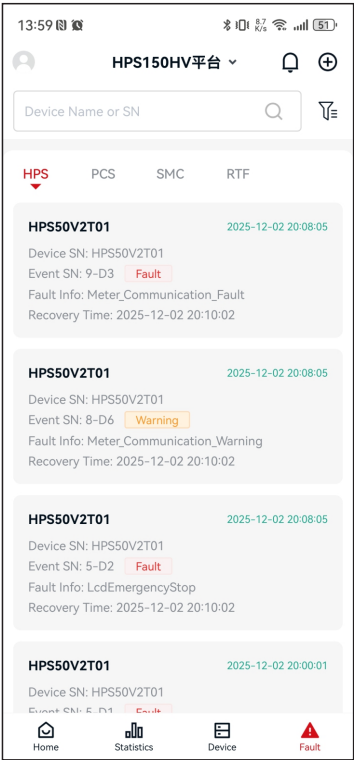 13:59
8.7
K/s
51
HPS150HV平台
Device Name or SN
HPS PCS SMC RTF
HPS50V2T01 2025-12-02 20:08:05
Device SN: HPS50V2T01
Event SN: 9-D3 Fault
Fault Info: Meter_Communication_Fault
Recovery Time: 2025-12-02 20:10:02
HPS50V2T01 2025-12-02 20:08:05
Device SN: HPS50V2T01
Event SN: 8-D6 Warning
Fault Info: Meter_Communication_Warning
Recovery Time: 2025-12-02 20:10:02
HPS50V2T01 2025-12-02 20:08:05
Device SN: HPS50V2T01
Event SN: 5-D2 Fault
Fault Info: LcdEmergencyStop
Recovery Time: 2025-12-02 20:10:02
HPS50V2T01 2025-12-02 20:00:01
Device SN: HPS50V2T01
Event SN: 5-D1 Fault
Home Statistics Device Fault